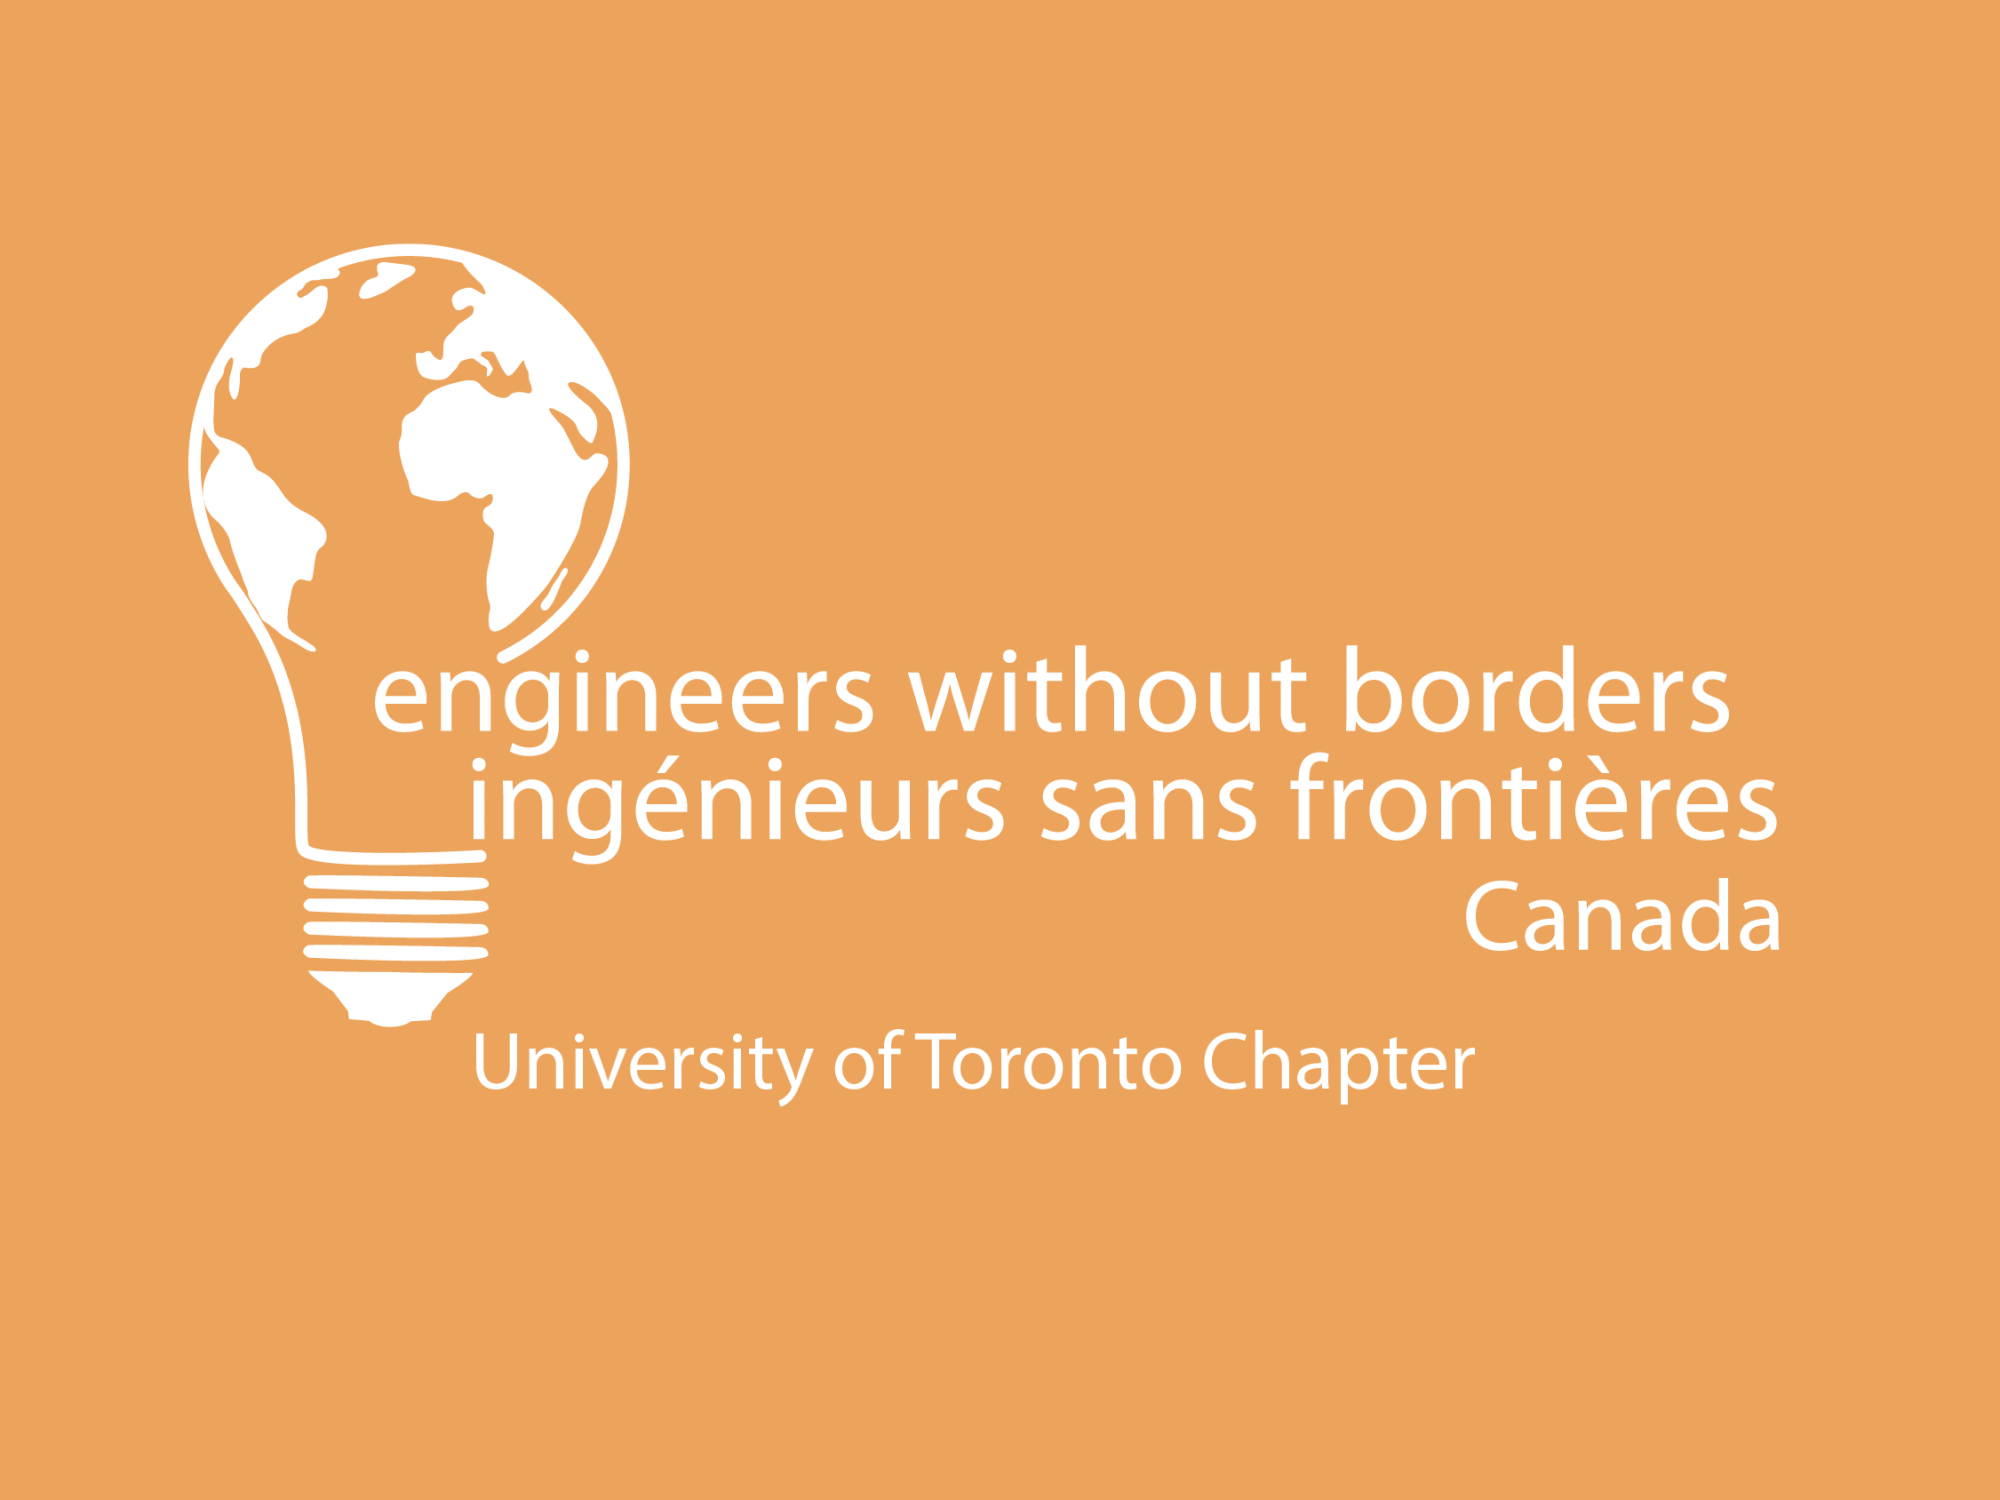 engineers without borders
ingénieurs sans frontières
Canada
University of Toronto Chapter